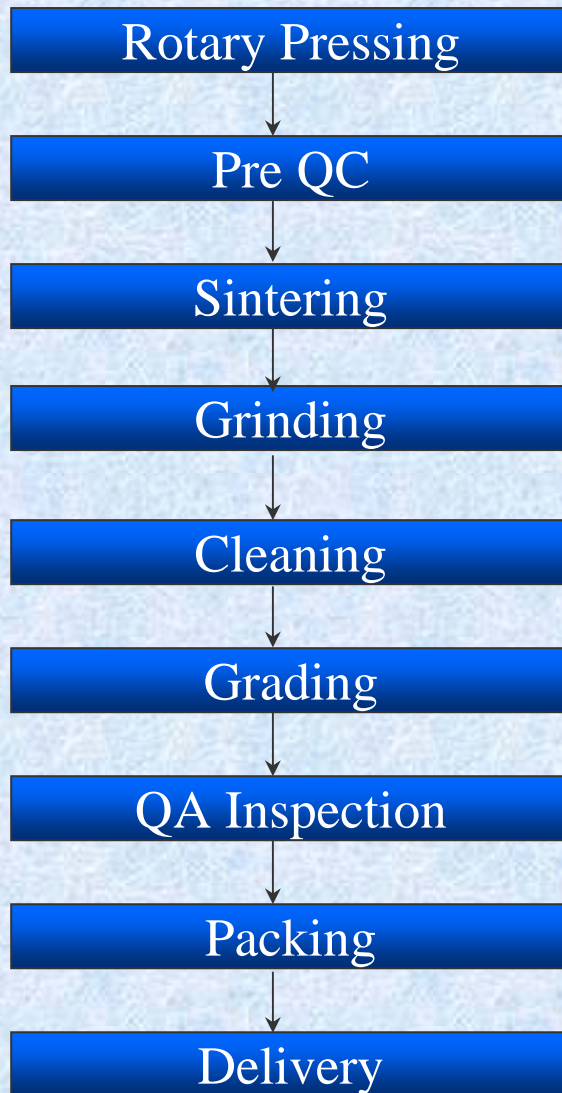 Rotary Pressing
Pre QC
Sintering
Grinding
Cleaning
Grading
QA Inspection
Packing
Delivery